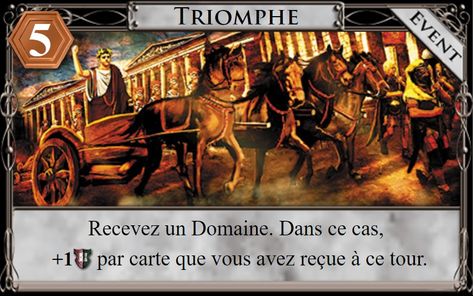 TRIOMPHE
5
EVENT
Recevez un Domaine. Dans ce cas,
+1 par carte que vous avez reçue à ce tour.